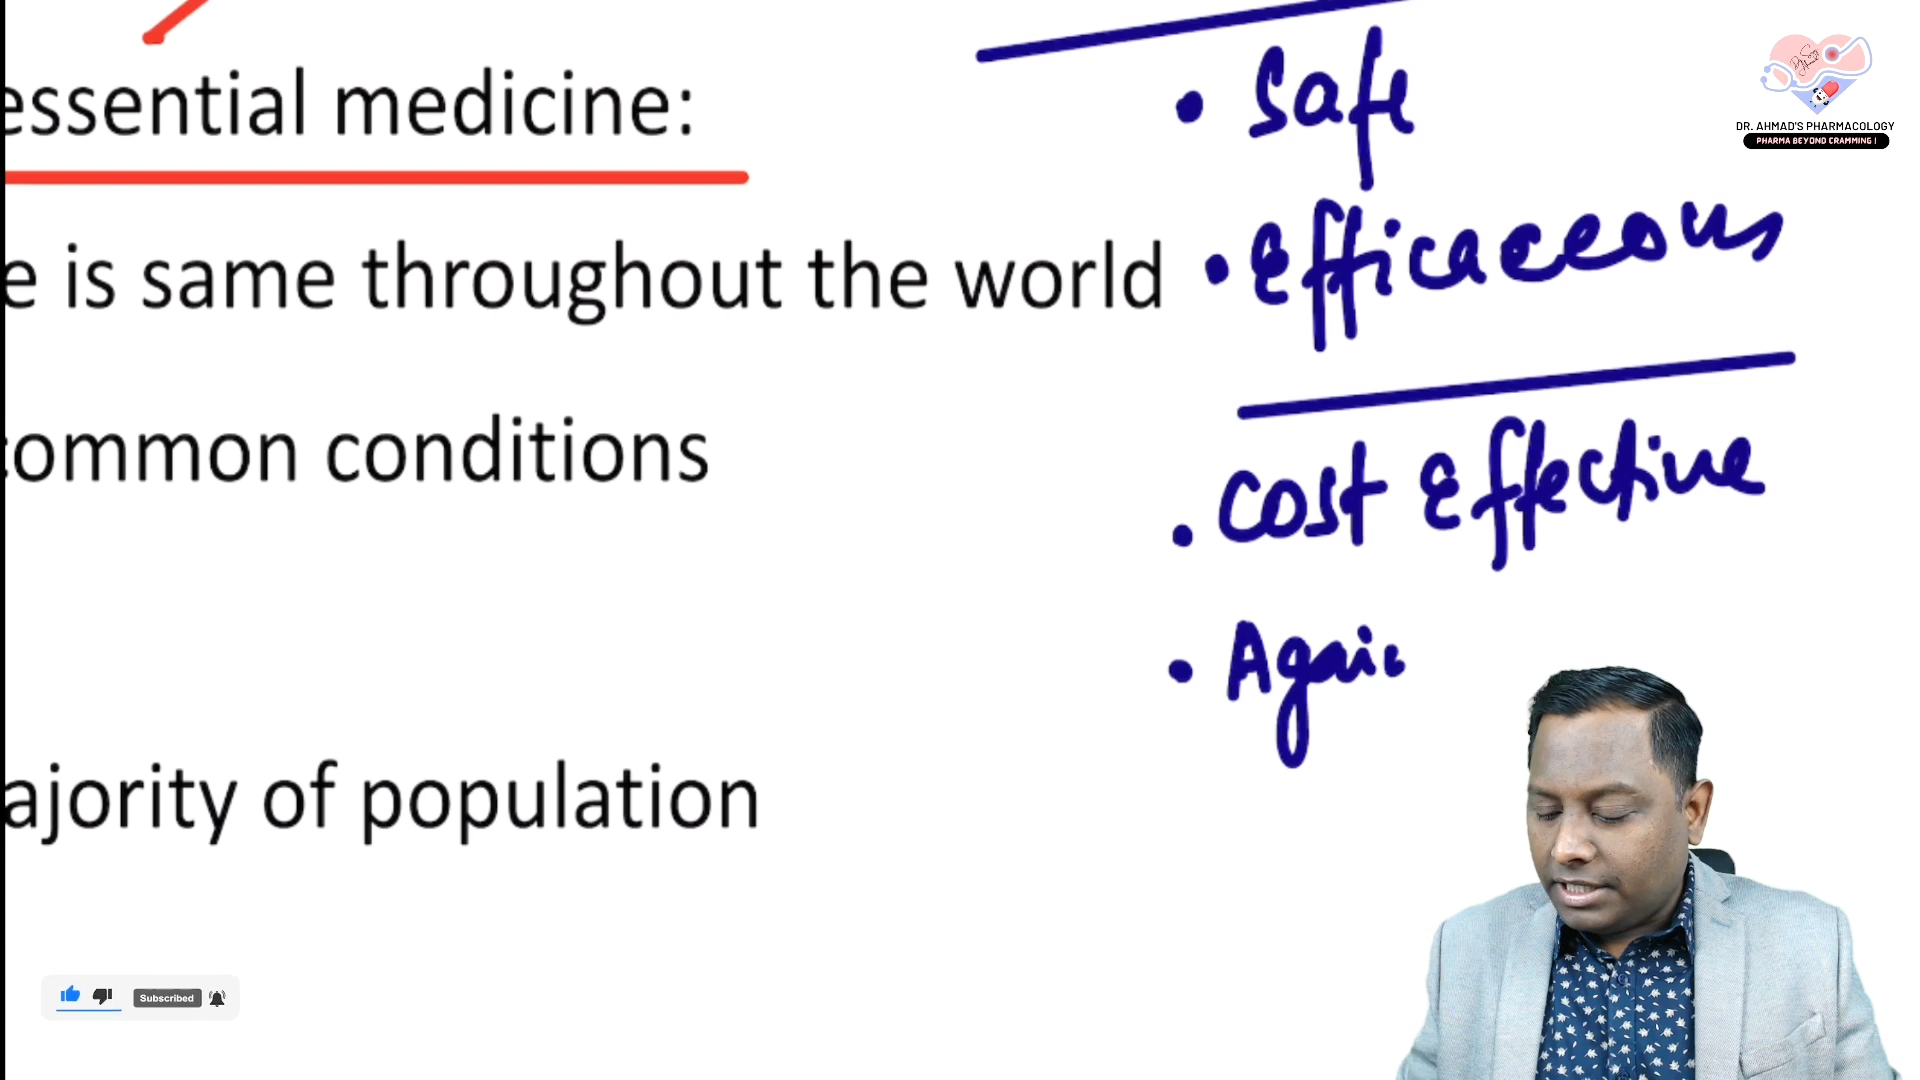 essential medicine:
e is same throughout the world
common conditions
ajority of population
• Safe
• Efficaceous
• Cost Effective
• Agai
DR. AHMAD'S PHARMACOLOGY
PHARMA BEYOND CRAMMING !
Subscribed